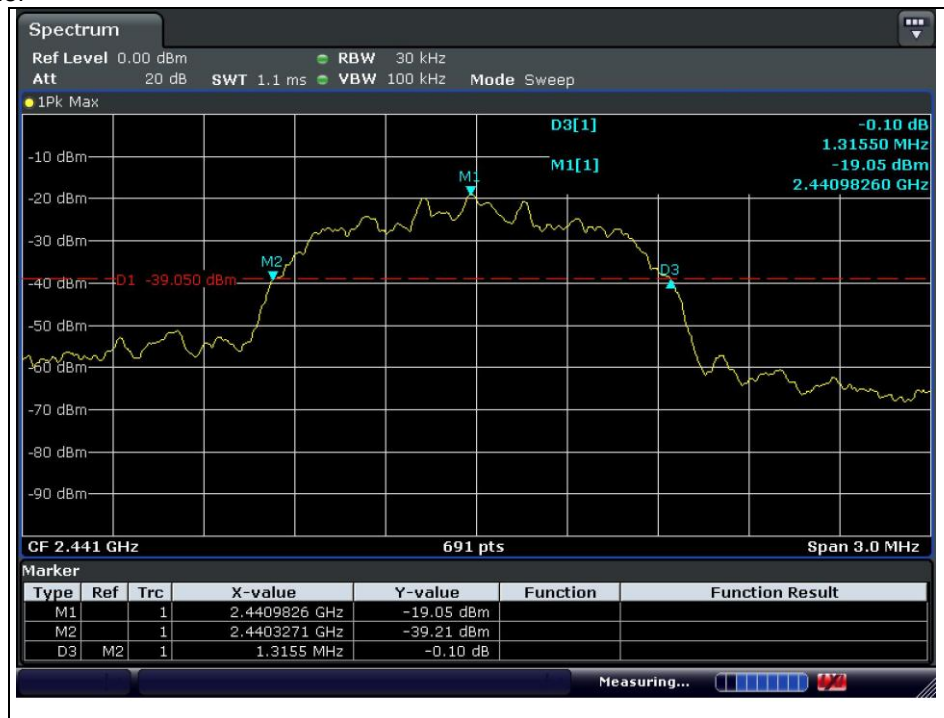 Spectrum
Ref Level 0.00 dBm RBW 30 kHz
Att 20 dB SWT 1.1 ms VBW 100 kHz Mode Sweep
1Pk Max
D3[1] -0.10 dB
1.31550 MHz
M1[1] -19.05 dBm
2.44098260 GHz
-10 dBm
M1
-20 dBm
-30 dBm
M2
D3
-40 dBm D1 -39.050 dBm
-50 dBm
-60 dBm
-70 dBm
-80 dBm
-90 dBm
CF 2.441 GHz 691 pts Span 3.0 MHz
Marker
Type Ref Trc X-value Y-value Function Function Result
M1 1 2.4409826 GHz -19.05 dBm
M2 1 2.4403271 GHz -39.21 dBm
D3 M2 1 1.3155 MHz -0.10 dB
Measuring...